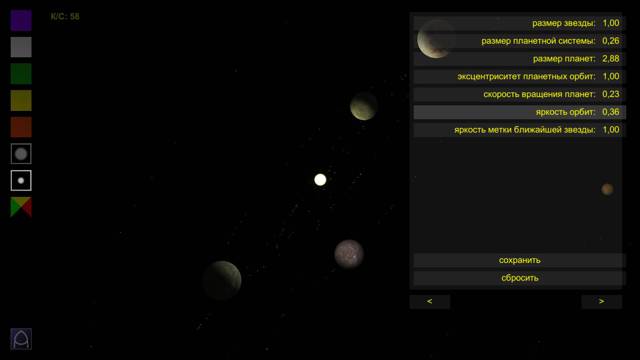 К/С: 58
размер звезды: 1,00
размер планетной системы: 0,26
размер планет: 2,88
эксцентриситет планетных орбит: 1,00
скорость вращения планет: 0,23
яркость орбит: 0,36
яркость метки ближайшей звезды: 1,00
сохранить
сбросить
< >